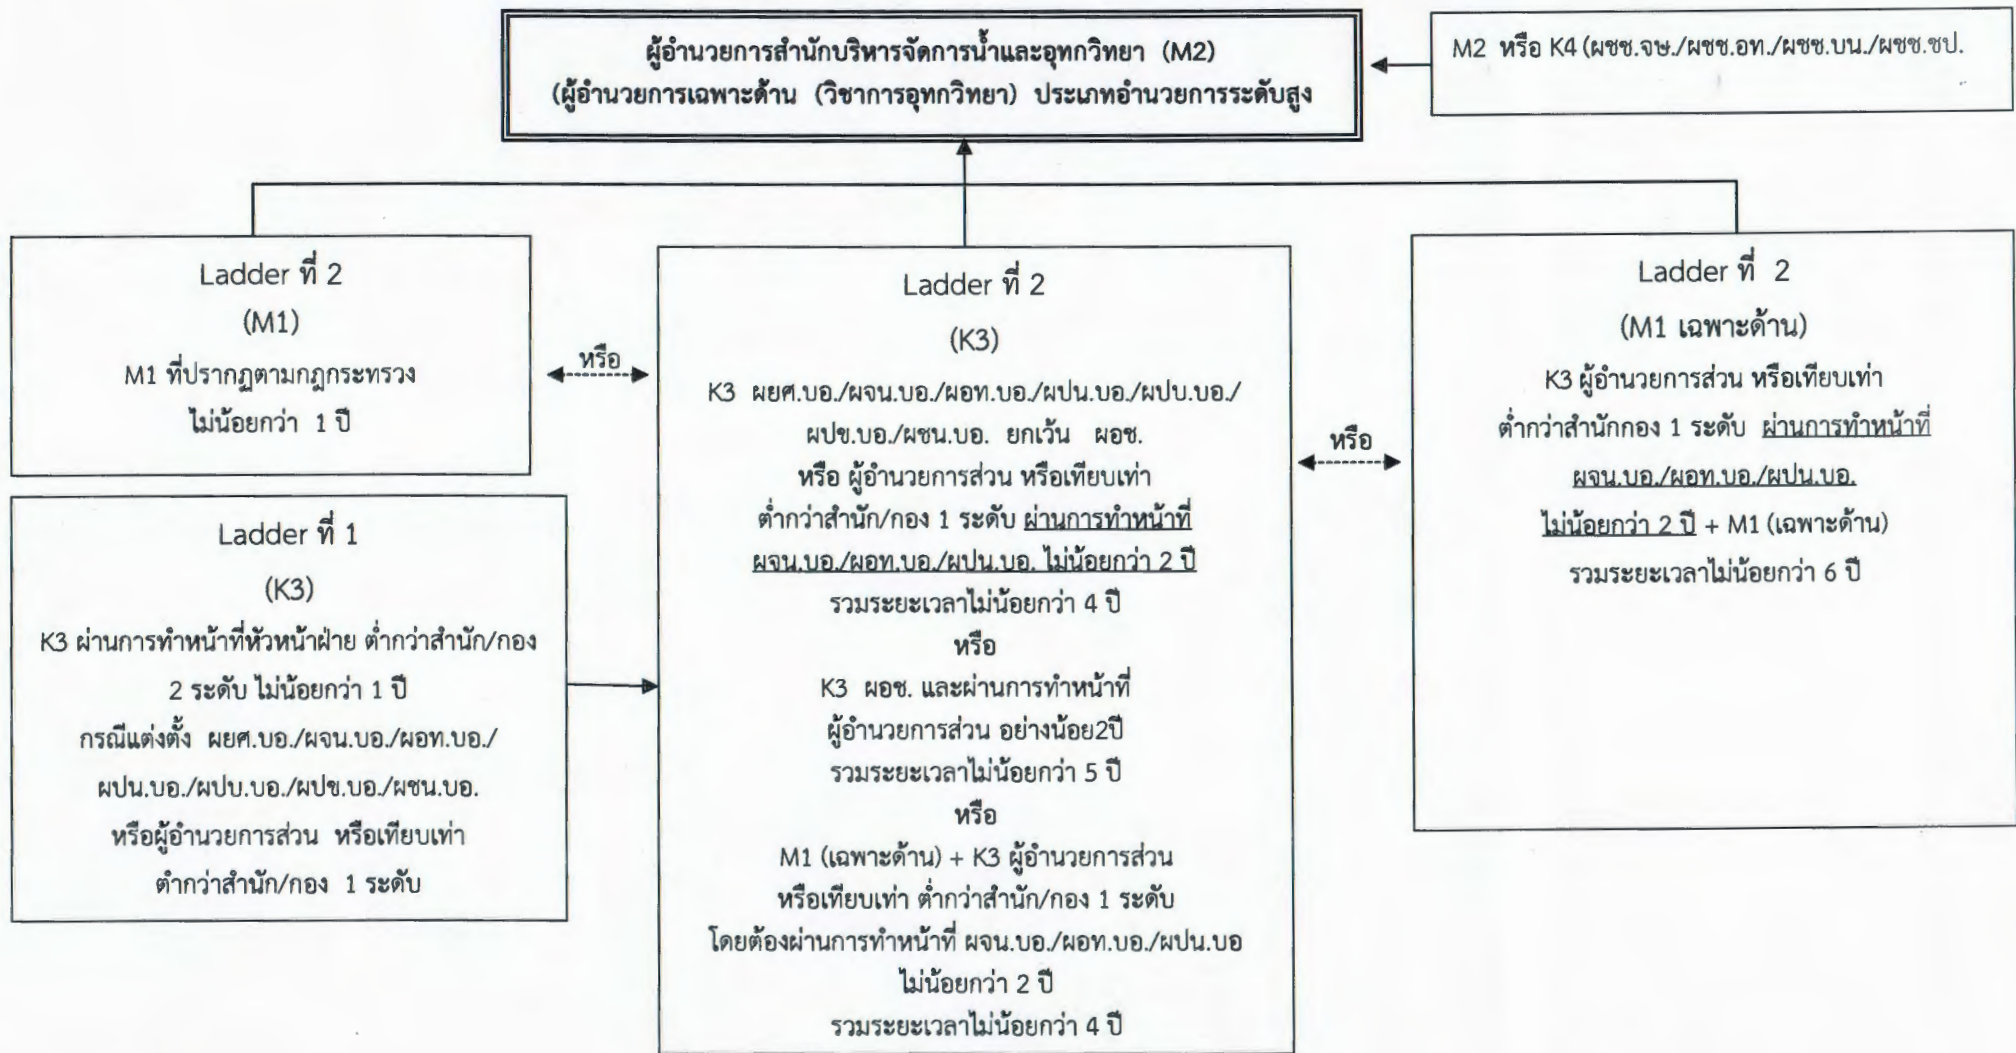 ผู้อำนวยการสำนักบริหารจัดการน้ำและอุทกวิทยา (M2)
(ผู้อำนวยการเฉพาะด้าน (วิชาการอุทกวิทยา) ประเภทอำนวยการระดับสูง
M2 หรือ K4 (ผชช.จษ./ผชช.อท./ผชช.บน./ผชช.ชป.
Ladder ที่ 2
(M1)
M1 ที่ปรากฏตามกฎกระทรวง
ไม่น้อยกว่า 1 ปี
หรือ
Ladder ที่ 1
(K3)
K3 ผ่านการทำหน้าที่หัวหน้าฝ่าย ต่ำกว่าสำนัก/กอง
2 ระดับ ไม่น้อยกว่า 1 ปี
กรณีแต่งตั้ง ผยศ.บอ./ผจน.บอ./ผอท.บอ./
ผปน.บอ./ผปบ.บอ./ผปข.บอ./ผชน.บอ.
หรือผู้อำนวยการส่วน หรือเทียบเท่า
ต่ำกว่าสำนัก/กอง 1 ระดับ
Ladder ที่ 2
(K3)
K3 ผยศ.บอ./ผจน.บอ./ผอท.บอ./ผปน.บอ./ผปบ.บอ./
ผปข.บอ./ผชน.บอ. ยกเว้น ผอช.
หรือ ผู้อำนวยการส่วน หรือเทียบเท่า
ต่ำกว่าสำนัก/กอง 1 ระดับ ผ่านการทำหน้าที่
ผจน.บอ./ผอท.บอ./ผปน.บอ. ไม่น้อยกว่า 2 ปี
รวมระยะเวลาไม่น้อยกว่า 4 ปี
หรือ
K3 ผอช. และผ่านการทำหน้าที่
ผู้อำนวยการส่วน อย่างน้อย2ปี
รวมระยะเวลาไม่น้อยกว่า 5 ปี
หรือ
M1 (เฉพาะด้าน) + K3 ผู้อำนวยการส่วน
หรือเทียบเท่า ต่ำกว่าสำนัก/กอง 1 ระดับ
โดยต้องผ่านการทำหน้าที่ ผจน.บอ./ผอท.บอ./ผปน.บอ
ไม่น้อยกว่า 2 ปี
รวมระยะเวลาไม่น้อยกว่า 4 ปี
หรือ
Ladder ที่ 2
(M1 เฉพาะด้าน)
K3 ผู้อำนวยการส่วน หรือเทียบเท่า
ต่ำกว่าสำนักกอง 1 ระดับ ผ่านการทำหน้าที่
ผจน.บอ./ผอท.บอ./ผปน.บอ.
ไม่น้อยกว่า 2 ปี + M1 (เฉพาะด้าน)
รวมระยะเวลาไม่น้อยกว่า 6 ปี